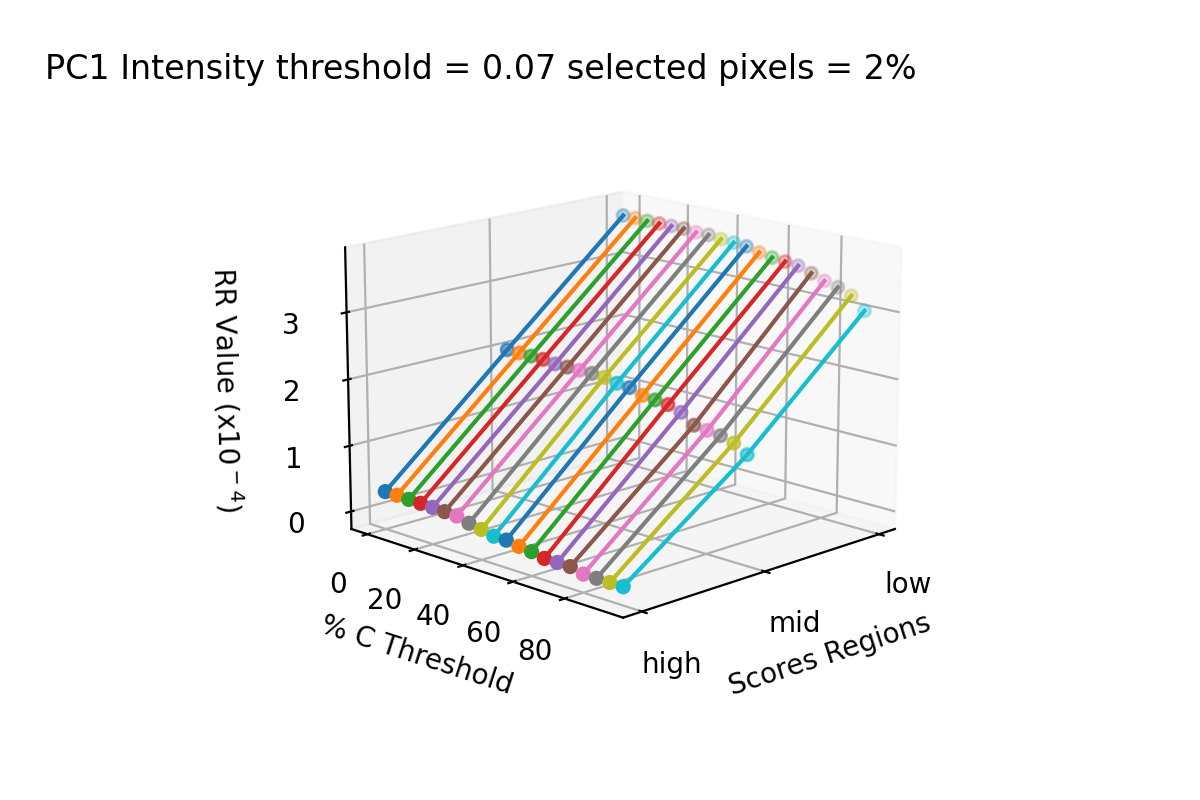 PC1 Intensity threshold = 0.07 selected pixels = 2%
RR Value (x10⁻⁴)
3
2
1
0
0
20
40
60
80
% C Threshold
high
mid
low
Scores Regions